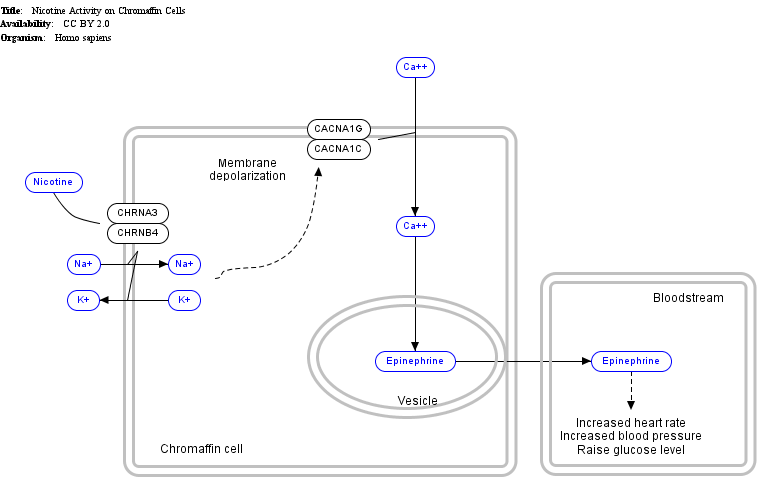 Title: Nicotine Activity on Chromaffin Cells
Availability: CC BY 2.0
Organism: Homo sapiens
Ca++
CACNA1G
CACNA1C
Membrane
depolarization
Nicotine
CHRNA3
CHRNB4
Ca++
Na+
Na+
K+
K+
Bloodstream
Epinephrine
Epinephrine
Vesicle
Increased heart rate
Increased blood pressure
Raise glucose level
Chromaffin cell